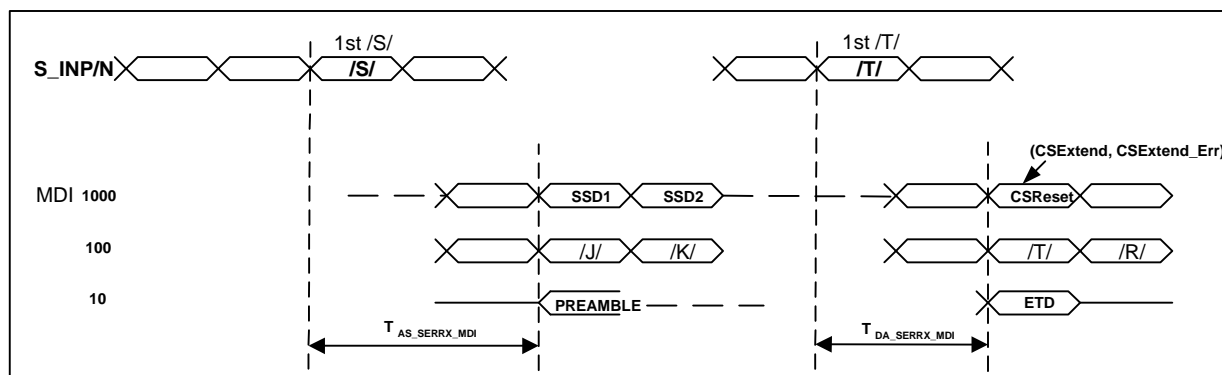 1st /S/ 1st /T/
S_INP/N /S/ /T/
(CSExtend, CSExtend_Err)
MDI 1000 SSD1 SSD2 CSReset
100 /J/ /K/ /T/ /R/
10 PREAMBLE ETD
T AS_SERRX_MDI T DA_SERRX_MDI